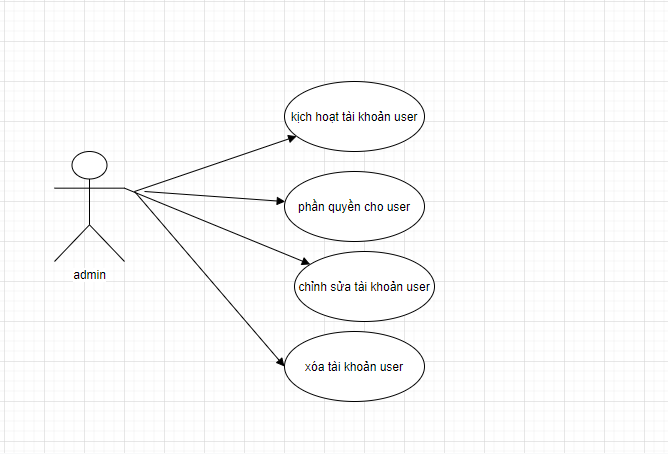 kịch hoạt tài khoản user
phần quyền cho user
admin
chỉnh sửa tài khoản user
xóa tài khoản user